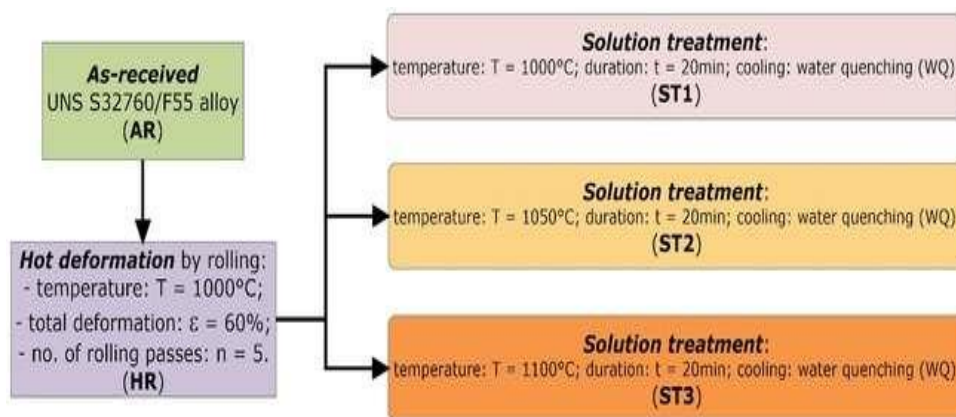 As-received
UNS S32760/F55 alloy
(AR)
Hot deformation by rolling:
- temperature: T = 1000°C;
- total deformation: ε = 60%;
- no. of rolling passes: n = 5.
(HR)
Solution treatment:
temperature: T = 1000°C; duration: t = 20min; cooling: water quenching (WQ)
(ST1)
Solution treatment:
temperature: T = 1050°C; duration: t = 20min; cooling: water quenching (WQ)
(ST2)
Solution treatment:
temperature: T = 1100°C; duration: t = 20min; cooling: water quenching (WQ)
(ST3)